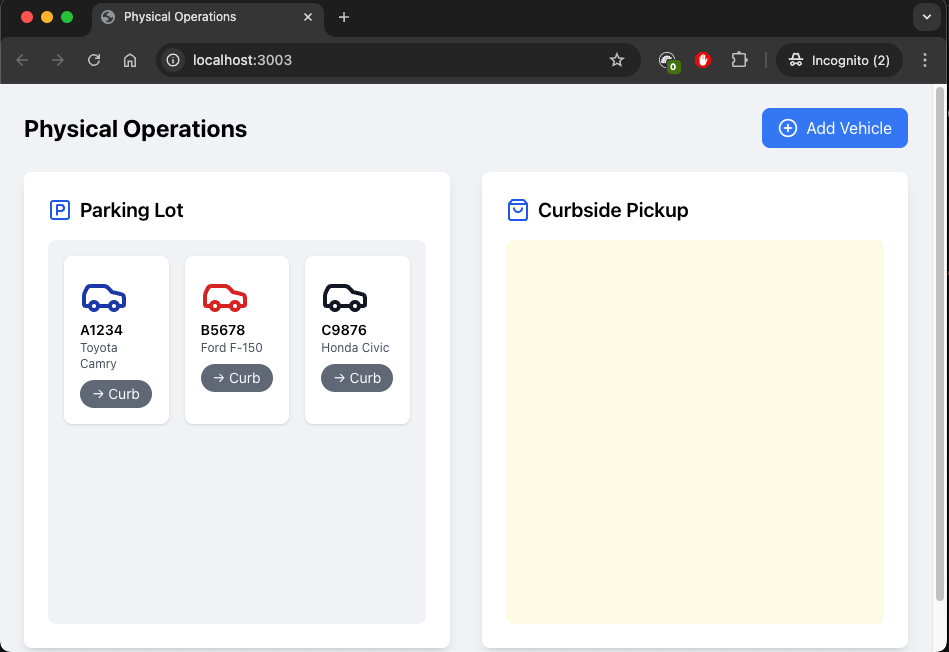 Physical Operations
localhost:3003
0
Incognito (2)
Physical Operations
Add Vehicle
P Parking Lot
Curbside Pickup
A1234
Toyota
Camry
→ Curb
B5678
Ford F-150
→ Curb
C9876
Honda Civic
→ Curb